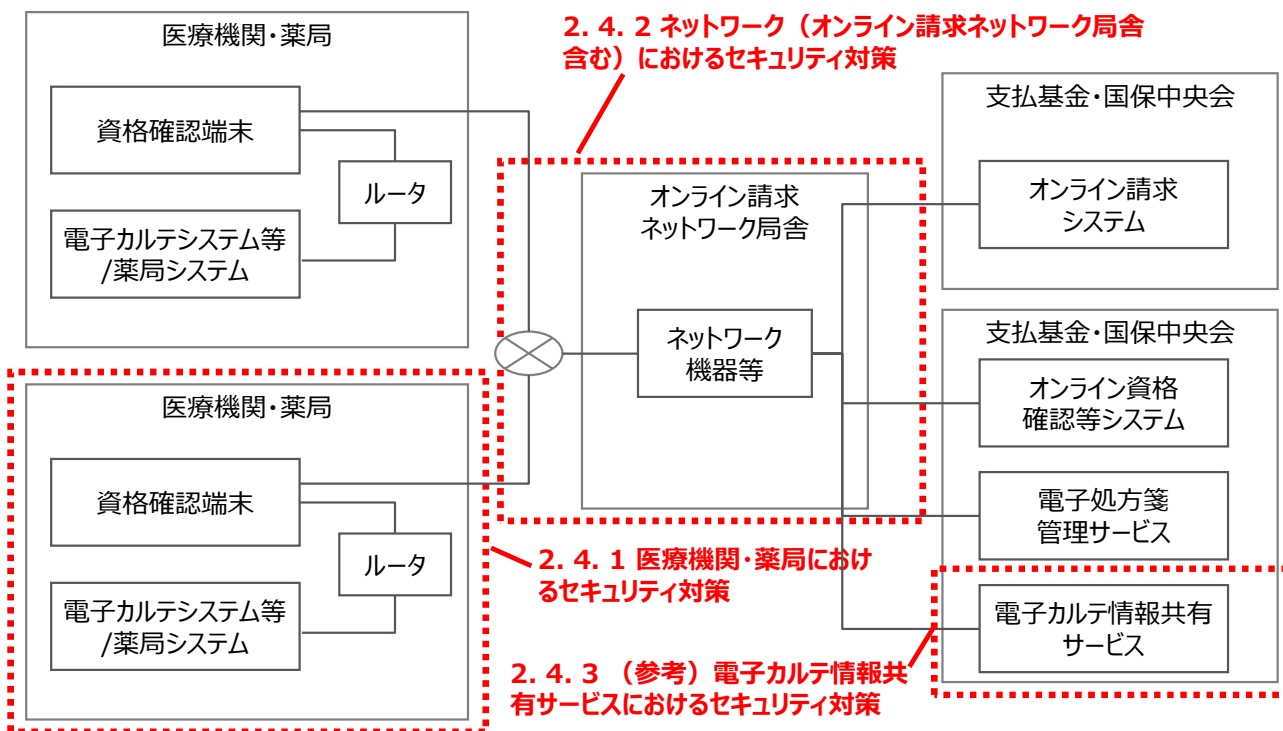 医療機関・薬局
資格確認端末
ルータ
電子カルテシステム等
/薬局システム
医療機関・薬局
資格確認端末
ルータ
電子カルテシステム等
/薬局システム
2. 4. 2 ネットワーク（オンライン請求ネットワーク局舎
含む）におけるセキュリティ対策
オンライン請求
ネットワーク局舎
ネットワーク
機器等
2. 4. 1 医療機関・薬局におけ
るセキュリティ対策
2. 4. 3 （参考）電子カルテ情報共
有サービスにおけるセキュリティ対策
支払基金・国保中央会
オンライン請求
システム
支払基金・国保中央会
オンライン資格
確認等システム
電子処方箋
管理サービス
電子カルテ情報共有
サービス